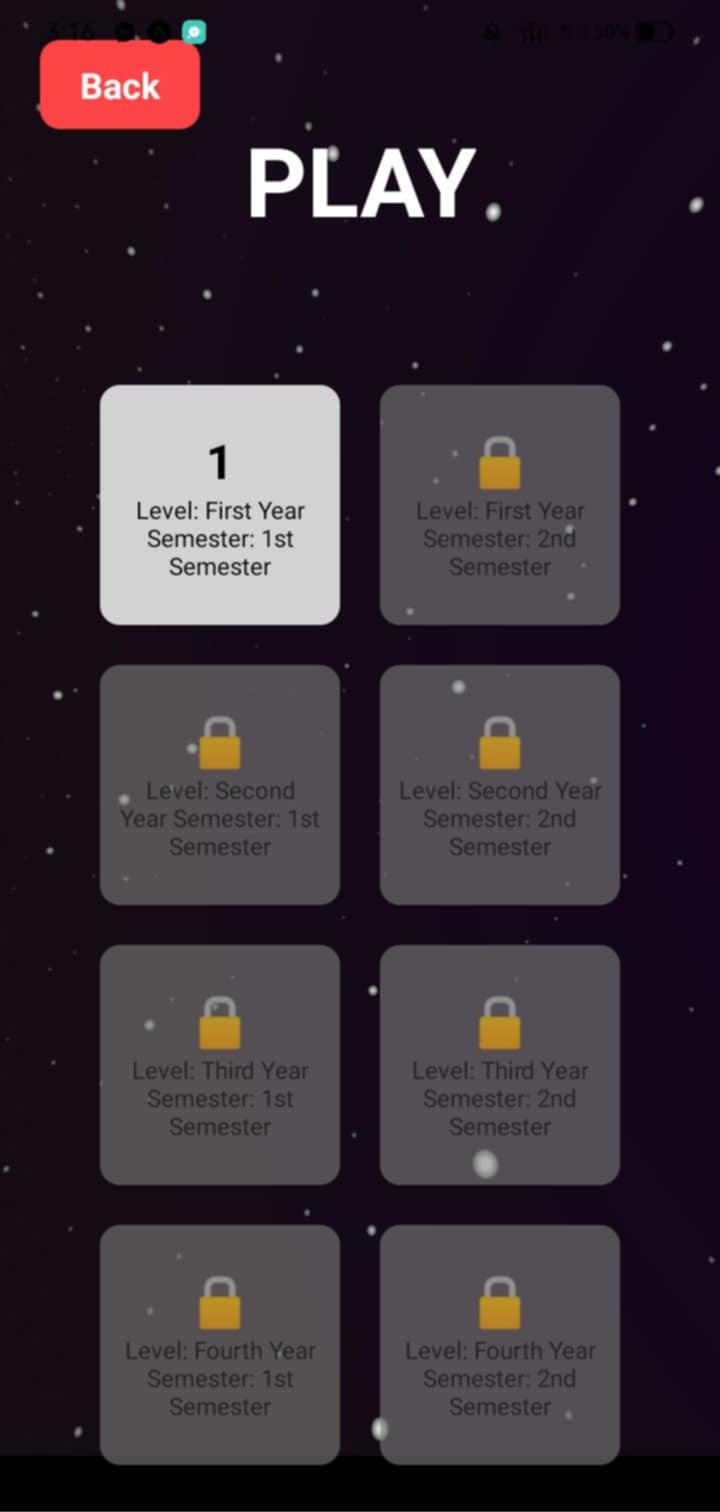 3:16
50%
Back
PLAY
1
Level: First Year
Semester: 1st
Semester
Level: First Year
Semester: 2nd
Semester
Level: Second
Year Semester: 1st
Semester
Level: Second Year
Semester: 2nd
Semester
Level: Third Year
Semester: 1st
Semester
Level: Third Year
Semester: 2nd
Semester
Level: Fourth Year
Semester: 1st
Semester
Level: Fourth Year
Semester: 2nd
Semester